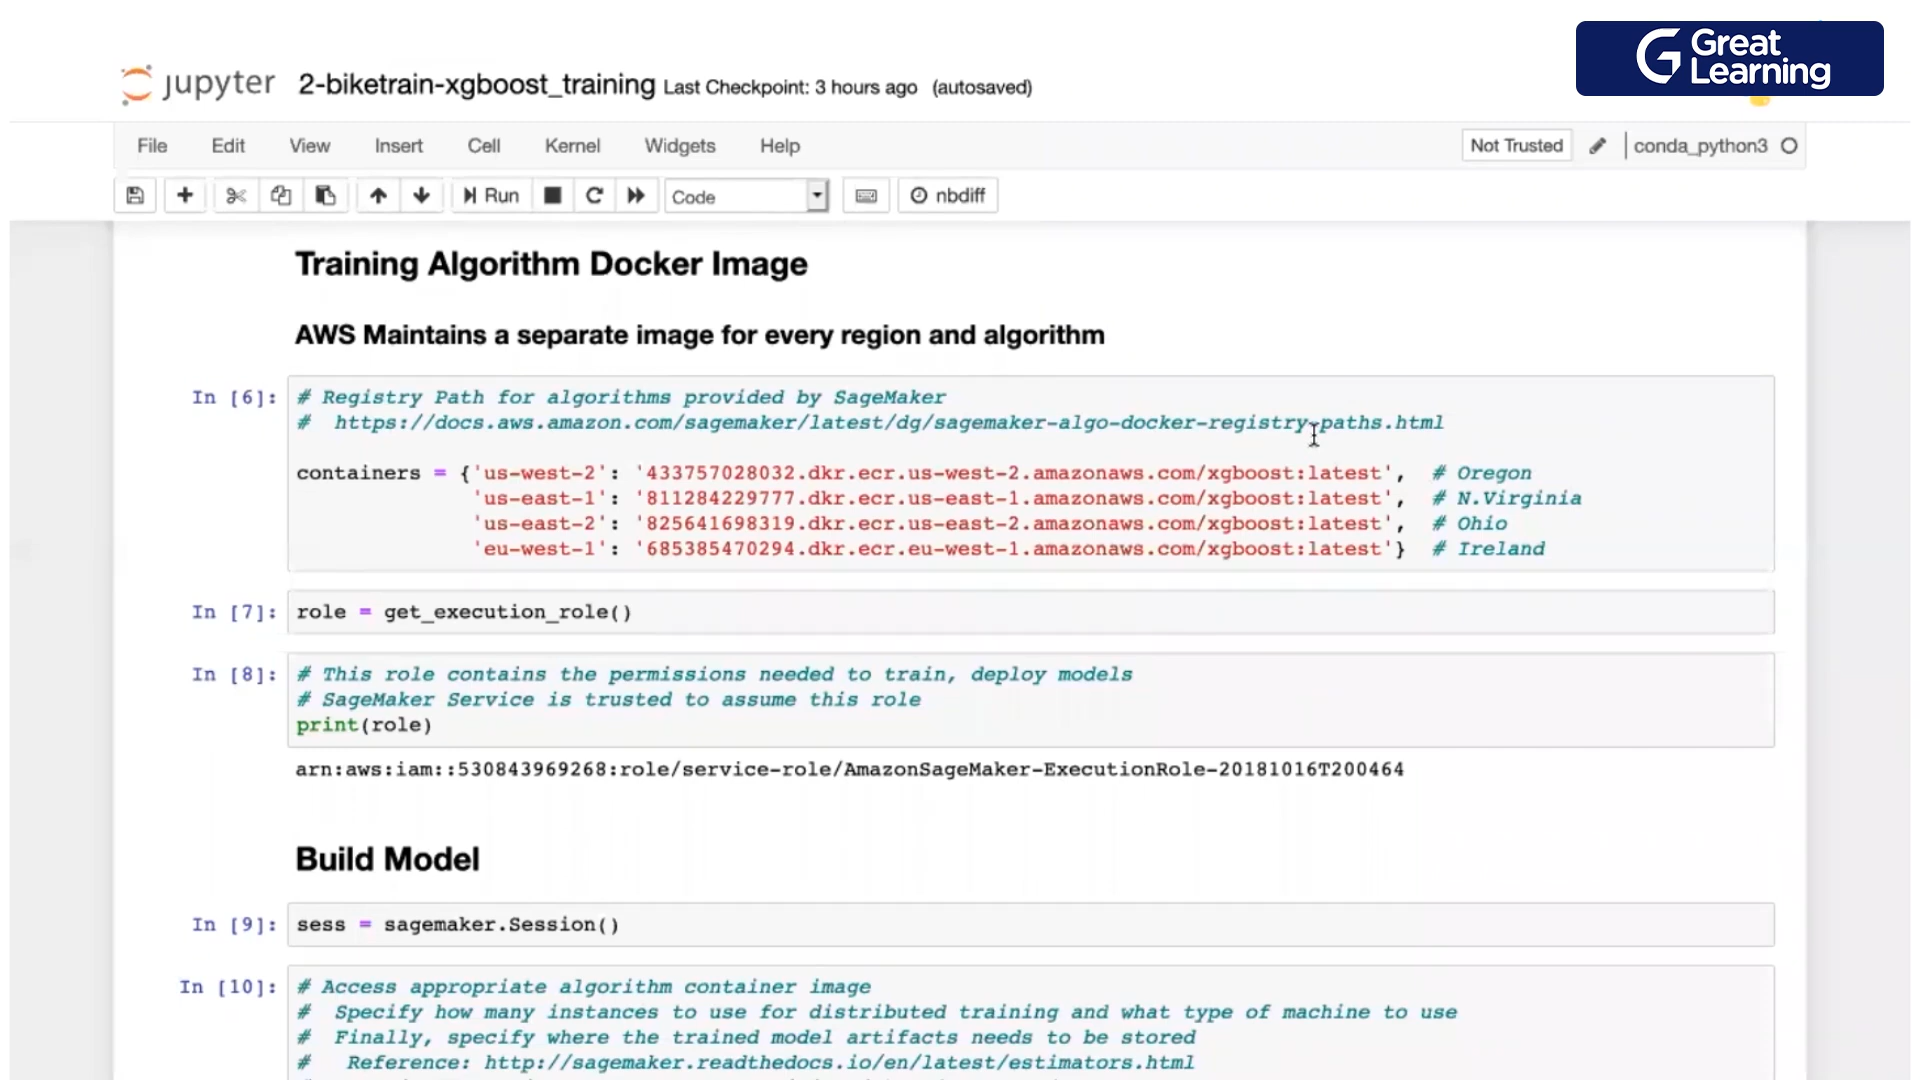 Great
Learning
jupyter 2-biketrain-xgboost_training Last Checkpoint: 3 hours ago (autosaved)
File Edit View Insert Cell Kernel Widgets Help Not Trusted conda_python3
Run Code nbdiff
Training Algorithm Docker Image
AWS Maintains a separate image for every region and algorithm
In [6]: # Registry Path for algorithms provided by SageMaker
# https://docs.aws.amazon.com/sagemaker/latest/dg/sagemaker-algo-docker-registry-paths.html
containers = {'us-west-2': '433757028032.dkr.ecr.us-west-2.amazonaws.com/xgboost:latest', # Oregon
'us-east-1': '811284229777.dkr.ecr.us-east-1.amazonaws.com/xgboost:latest', # N.Virginia
'us-east-2': '825641698319.dkr.ecr.us-east-2.amazonaws.com/xgboost:latest', # Ohio
'eu-west-1': '685385470294.dkr.ecr.eu-west-1.amazonaws.com/xgboost:latest'} # Ireland
In [7]: role = get_execution_role()
In [8]: # This role contains the permissions needed to train, deploy models
# SageMaker Service is trusted to assume this role
print(role)
arn:aws:iam::530843969268:role/service-role/AmazonSageMaker-ExecutionRole-20181016T200464
Build Model
In [9]: sess = sagemaker.Session()
In [10]: # Access appropriate algorithm container image
# Specify how many instances to use for distributed training and what type of machine to use
# Finally, specify where the trained model artifacts needs to be stored
# Reference: http://sagemaker.readthedocs.io/en/latest/estimators.html